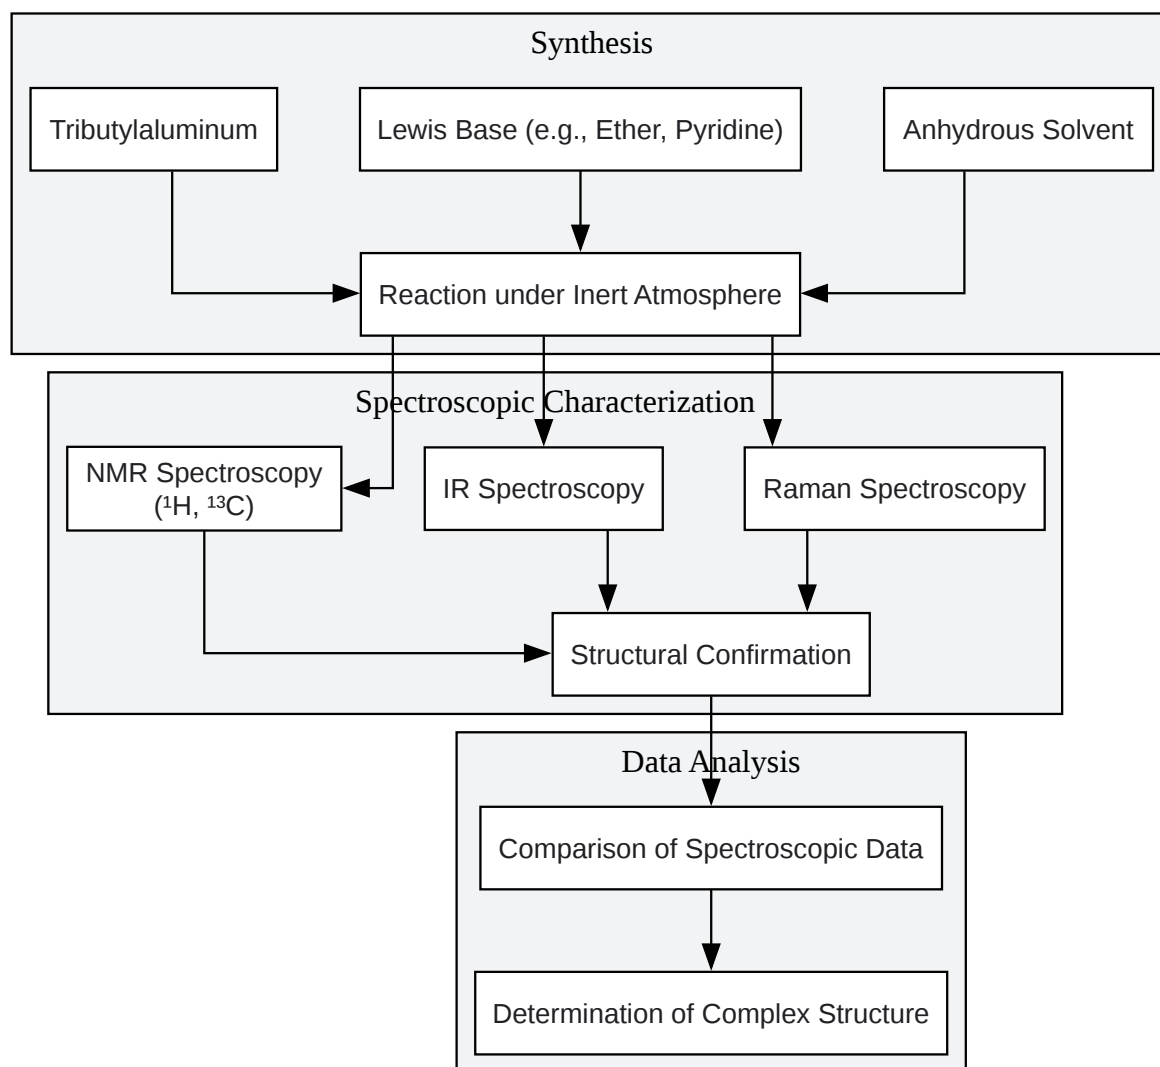 Synthesis
Tributylaluminum
Lewis Base (e.g., Ether, Pyridine)
Anhydrous Solvent
Reaction under Inert Atmosphere
Spectroscopic Characterization
NMR Spectroscopy
(¹H, ¹³C)
IR Spectroscopy
Raman Spectroscopy
Structural Confirmation
Data Analysis
Comparison of Spectroscopic Data
Determination of Complex Structure